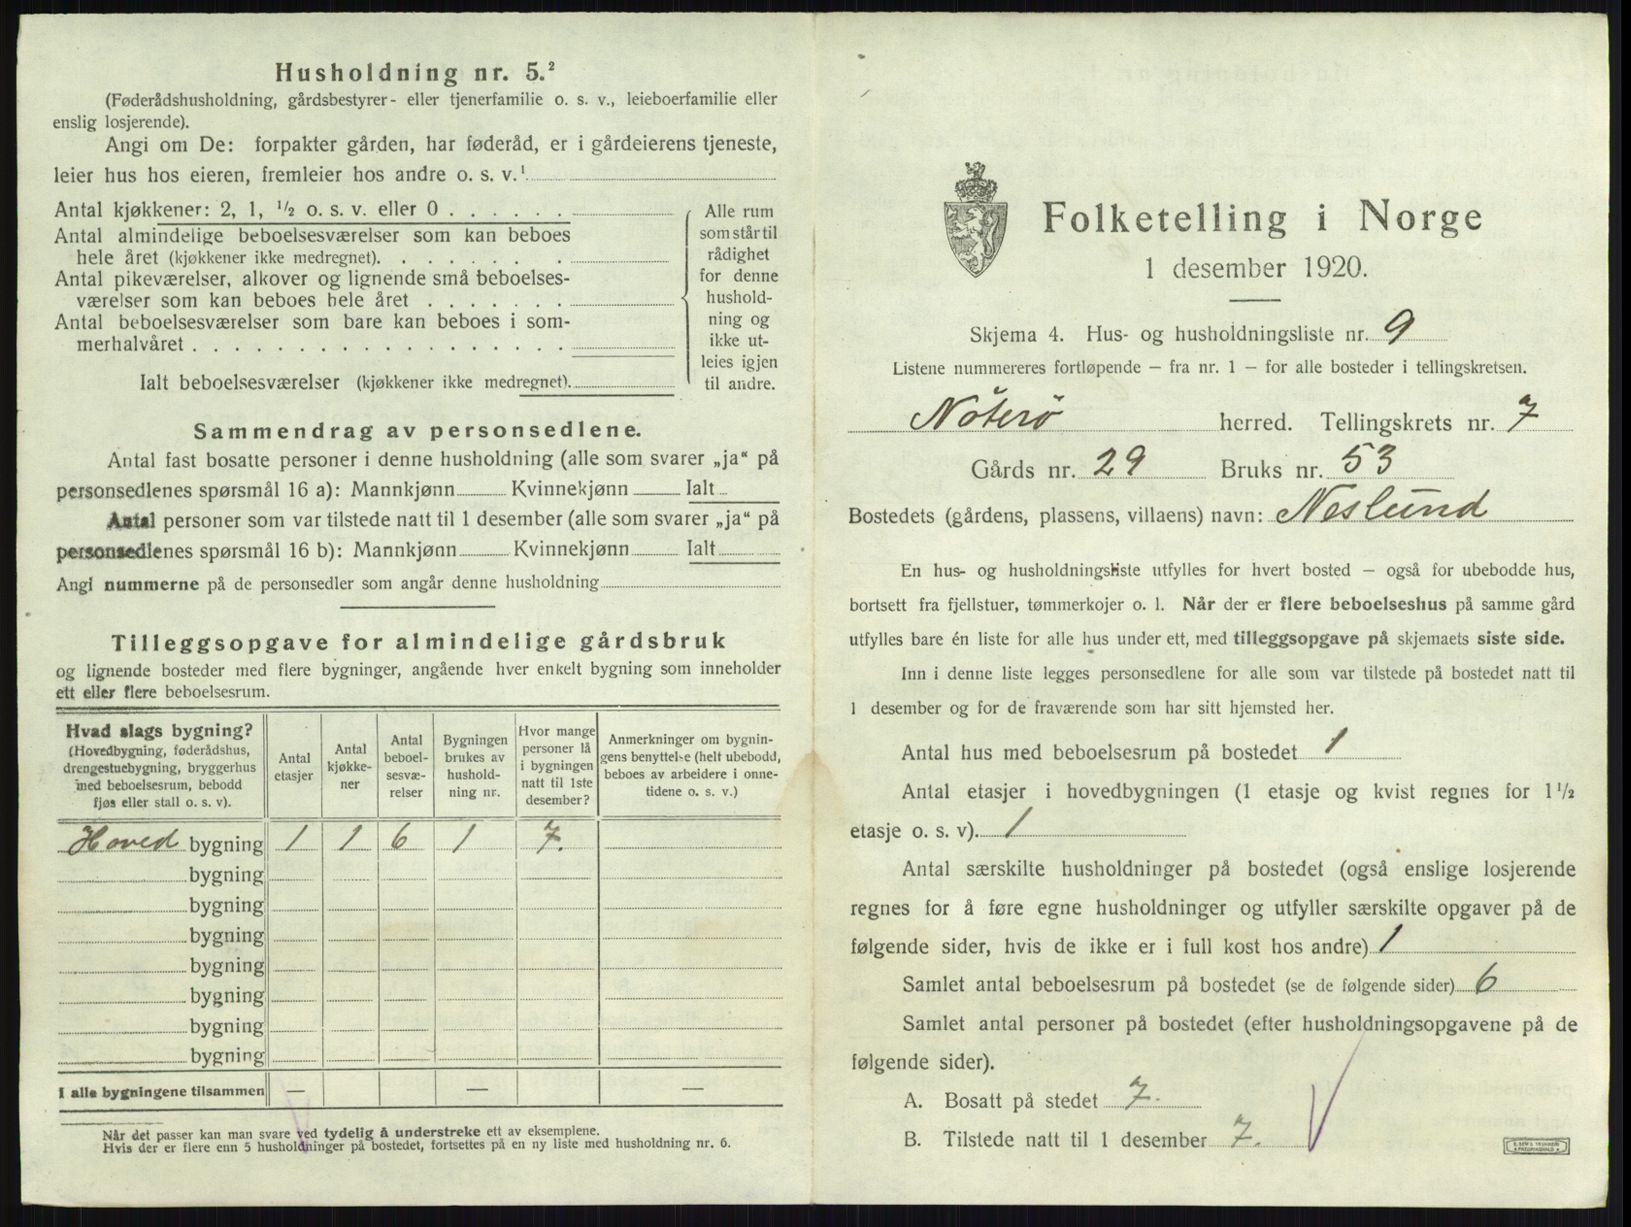 Husholdning nr. 5.²
(Føderådshusholdning, gårdsbestyrer- eller tjenerfamilie o. s. v., leieboerfamilie eller
enslig losjerende).
Angi om De: forpakter gården, har føderåd, er i gårdeierens tjeneste,
leier hus hos eieren, fremleier hos andre o. s. v.¹
Antal kjøkkener: 2, 1, ½ o. s. v. eller 0 . . . . . .
Antal almindelige beboelsesværelser som kan beboes
hele året (kjøkkener ikke medregnet). . . . . . .
Antal pikeværelser, alkover og lignende små beboelses-
værelser som kan beboes hele året . . . . . . .
Antal beboelsesværelser som bare kan beboes i som-
merhalvåret . . . . . . . . . . . . . . . . . .
Ialt beboelsesværelser (kjøkkener ikke medregnet).
Alle rum
som står til
rådighet
for denne
hushold-
ning og
ikke ut-
leies igjen
til andre.
Sammendrag av personsedlene.
Antal fast bosatte personer i denne husholdning (alle som svarer „ja“ på
personsedlenes spørsmål 16 a): Mannkjønn Kvinnekjønn Ialt
Antal personer som var tilstede natt til 1 desember (alle som svarer „ja“ på
personsedlenes spørsmål 16 b): Mannkjønn Kvinnekjønn Ialt
Angi nummerne på de personsedler som angår denne husholdning
Tilleggsopgave for almindelige gårdsbruk
og lignende bosteder med flere bygninger, angående hver enkelt bygning som inneholder
ett eller flere beboelsesrum.
Hvad slags bygning?
(Hovedbygning, føderådshus,
drengestuebygning, bryggerhus
med beboelsesrum, bebodd
fjøs eller stall o. s. v).
Antal
etasjer
Antal
kjøkke-
ner
Antal
beboel-
sesvæ-
relser
Bygningen
brukes av
hushold-
ning nr.
Hvor mange
personer lå
i bygningen
natt til 1ste
desember?
Anmerkninger om bygnin-
gens benyttelse (helt ubebodd,
beboes av arbeidere i onne-
tidene o. s. v.)
Hoved bygning 1 1 6 1 7.
bygning
bygning
bygning
bygning
bygning
bygning
bygning
I alle bygningene tilsammen — — —
Når det passer kan man svare ved tydelig å understreke ett av eksemplene.
Hvis der er flere enn 5 husholdninger på bostedet, fortsettes på en ny liste med husholdning nr. 6.
Folketelling i Norge
1 desember 1920.
Skjema 4. Hus- og husholdningsliste nr. 9
Listene nummereres fortløpende — fra nr. 1 — for alle bosteder i tellingskretsen.
Nöterö herred. Tellingskrets nr. 7
Gårds nr. 29 Bruks nr. 53
Bostedets (gårdens, plassens, villaens) navn: Neslund
En hus- og husholdningsliste utfylles for hvert bosted — også for ubebodde hus,
bortsett fra fjellstuer, tømmerkojer o. l. Når der er flere beboelseshus på samme gård
utfylles bare én liste for alle hus under ett, med tilleggsopgave på skjemaets siste side.
Inn i denne liste legges personsedlene for alle som var tilstede på bostedet natt til
1 desember og for de fraværende som har sitt hjemsted her.
Antal hus med beboelsesrum på bostedet 1
Antal etasjer i hovedbygningen (1 etasje og kvist regnes for 1½
etasje o. s. v). 1
Antal særskilte husholdninger på bostedet (også enslige losjerende
regnes for å føre egne husholdninger og utfyller særskilte opgaver på de
følgende sider, hvis de ikke er i full kost hos andre) 1
Samlet antal beboelsesrum på bostedet (se de følgende sider) 6
Samlet antal personer på bostedet (efter husholdningsopgavene på de
følgende sider).
A. Bosatt på stedet 7.
B. Tilstede natt til 1 desember 7.